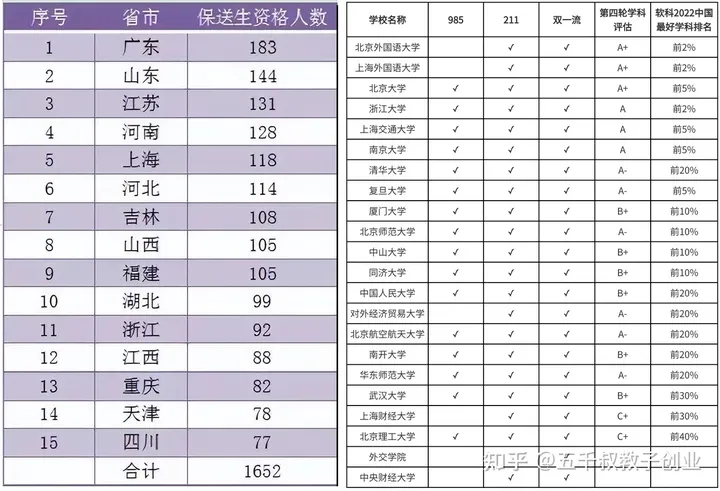 序号 省市 保送生资格人数
1 广东 183
2 山东 144
3 江苏 131
4 河南 128
5 上海 118
6 河北 114
7 吉林 108
8 山西 105
9 福建 105
10 湖北 99
11 浙江 92
12 江西 88
13 重庆 82
14 天津 78
15 四川 77
合计 1652
学校名称 985 211 双一流 第四轮学科评估 软科2022中国最好学科排名
北京外国语大学 ✓ ✓ A+ 前2%
上海外国语大学 ✓ ✓ A+ 前2%
北京大学 ✓ ✓ ✓ A+ 前5%
浙江大学 ✓ ✓ ✓ A 前2%
上海交通大学 ✓ ✓ ✓ A 前5%
南京大学 ✓ ✓ ✓ A 前5%
清华大学 ✓ ✓ ✓ A- 前20%
复旦大学 ✓ ✓ ✓ A- 前5%
厦门大学 ✓ ✓ ✓ B+ 前10%
北京师范大学 ✓ ✓ ✓ A- 前10%
中山大学 ✓ ✓ ✓ B+ 前10%
同济大学 ✓ ✓ ✓ B+ 前10%
中国人民大学 ✓ ✓ ✓ B+ 前20%
对外经济贸易大学 ✓ ✓ A- 前20%
北京航空航天大学 ✓ ✓ ✓ A- 前20%
南开大学 ✓ ✓ ✓ B+ 前20%
华东师范大学 ✓ ✓ ✓ A- 前20%
武汉大学 ✓ ✓ ✓ B+ 前30%
上海财经大学 ✓ ✓ C+ 前30%
北京理工大学 ✓ ✓ ✓ C+ 前40%
外交学院 ✓
中央财经大学 ✓ ✓
知乎 @五千叔教子创业